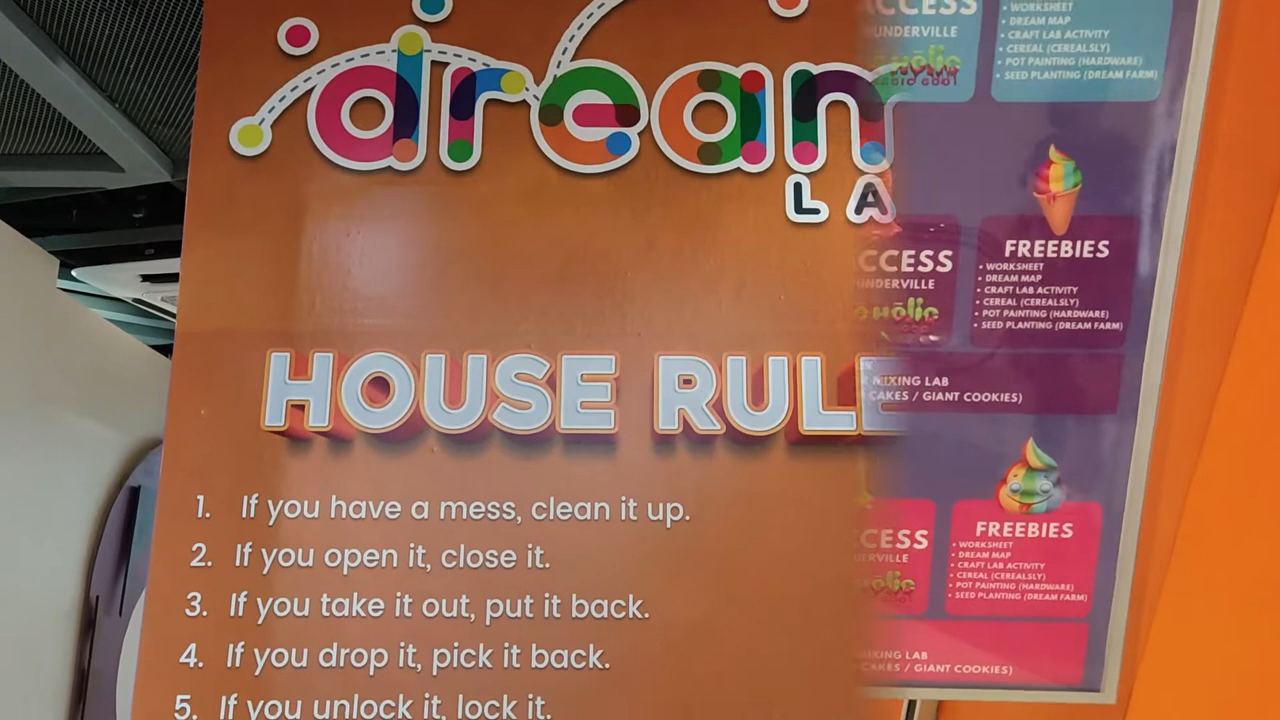 drean
LA
HOUSE RULE
1. If you have a mess, clean it up.
2. If you open it, close it.
3. If you take it out, put it back.
4. If you drop it, pick it back.
5. If you unlock it, lock it.
CCESS
UNDERVILLE
WORKSHEET
• DREAM MAP
• CRAFT LAB ACTIVITY
• CEREAL (CEREALSLY)
• POT PAINTING (HARDWARE)
• SEED PLANTING (DREAM FARM)
CCESS
UNDERVILLE
FREEBIES
• WORKSHEET
• DREAM MAP
• CRAFT LAB ACTIVITY
• CEREAL (CEREALSLY)
• POT PAINTING (HARDWARE)
• SEED PLANTING (DREAM FARM)
MIXING LAB
CAKES / GIANT COOKIES)
CESS
ERVILLE
FREEBIES
• WORKSHEET
• DREAM MAP
• CRAFT LAB ACTIVITY
• CEREAL (CEREALSLY)
• POT PAINTING (HARDWARE)
• SEED PLANTING (DREAM FARM)
MIXING LAB
CAKES / GIANT COOKIES)